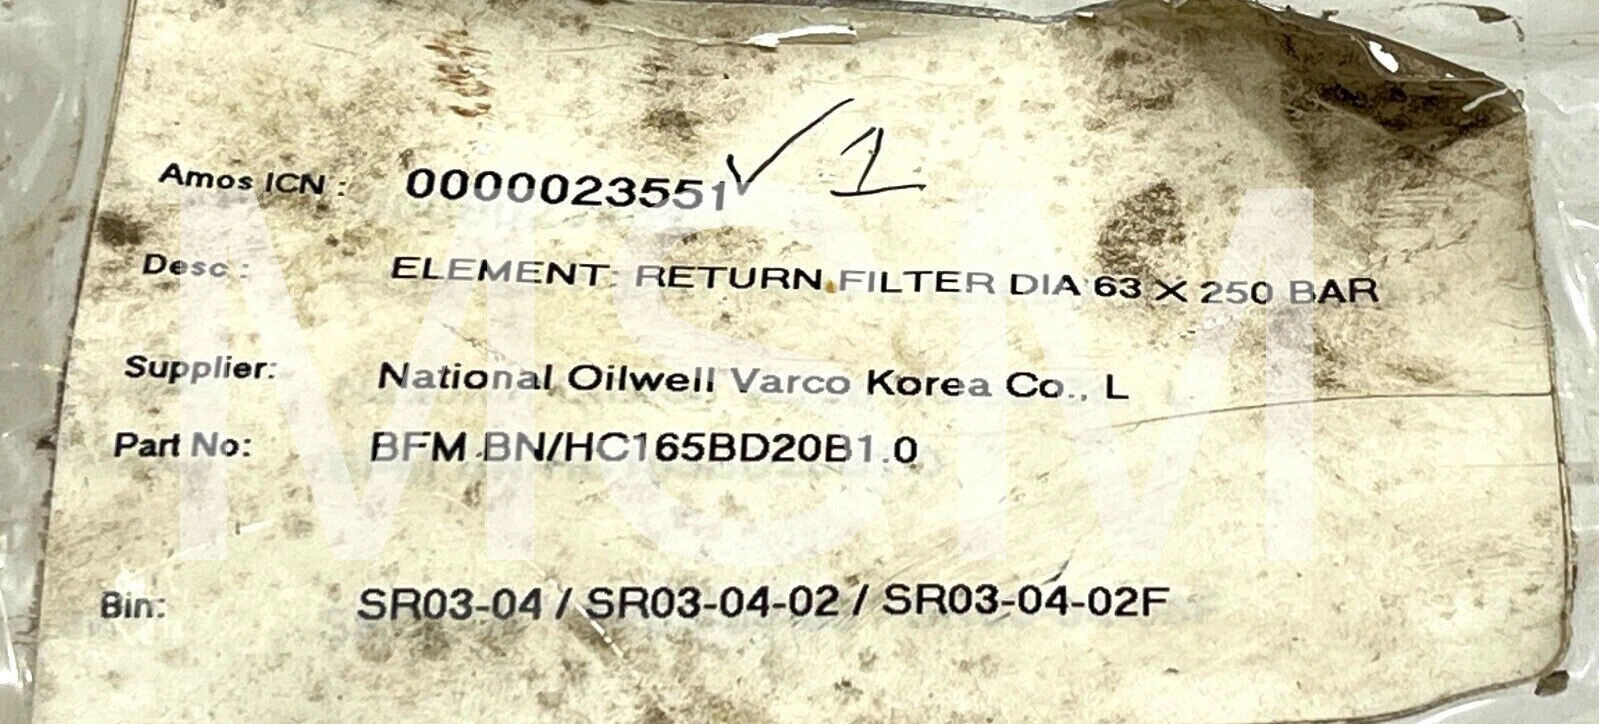 Amos ICN : 0000023551 ✓ 1
Desc : ELEMENT: RETURN FILTER DIA 63 X 250 BAR
Supplier: National Oilwell Varco Korea Co., L
Part No: BFM BN/HC165BD20B1.0
Bin: SR03-04 / SR03-04-02 / SR03-04-02F
MSM